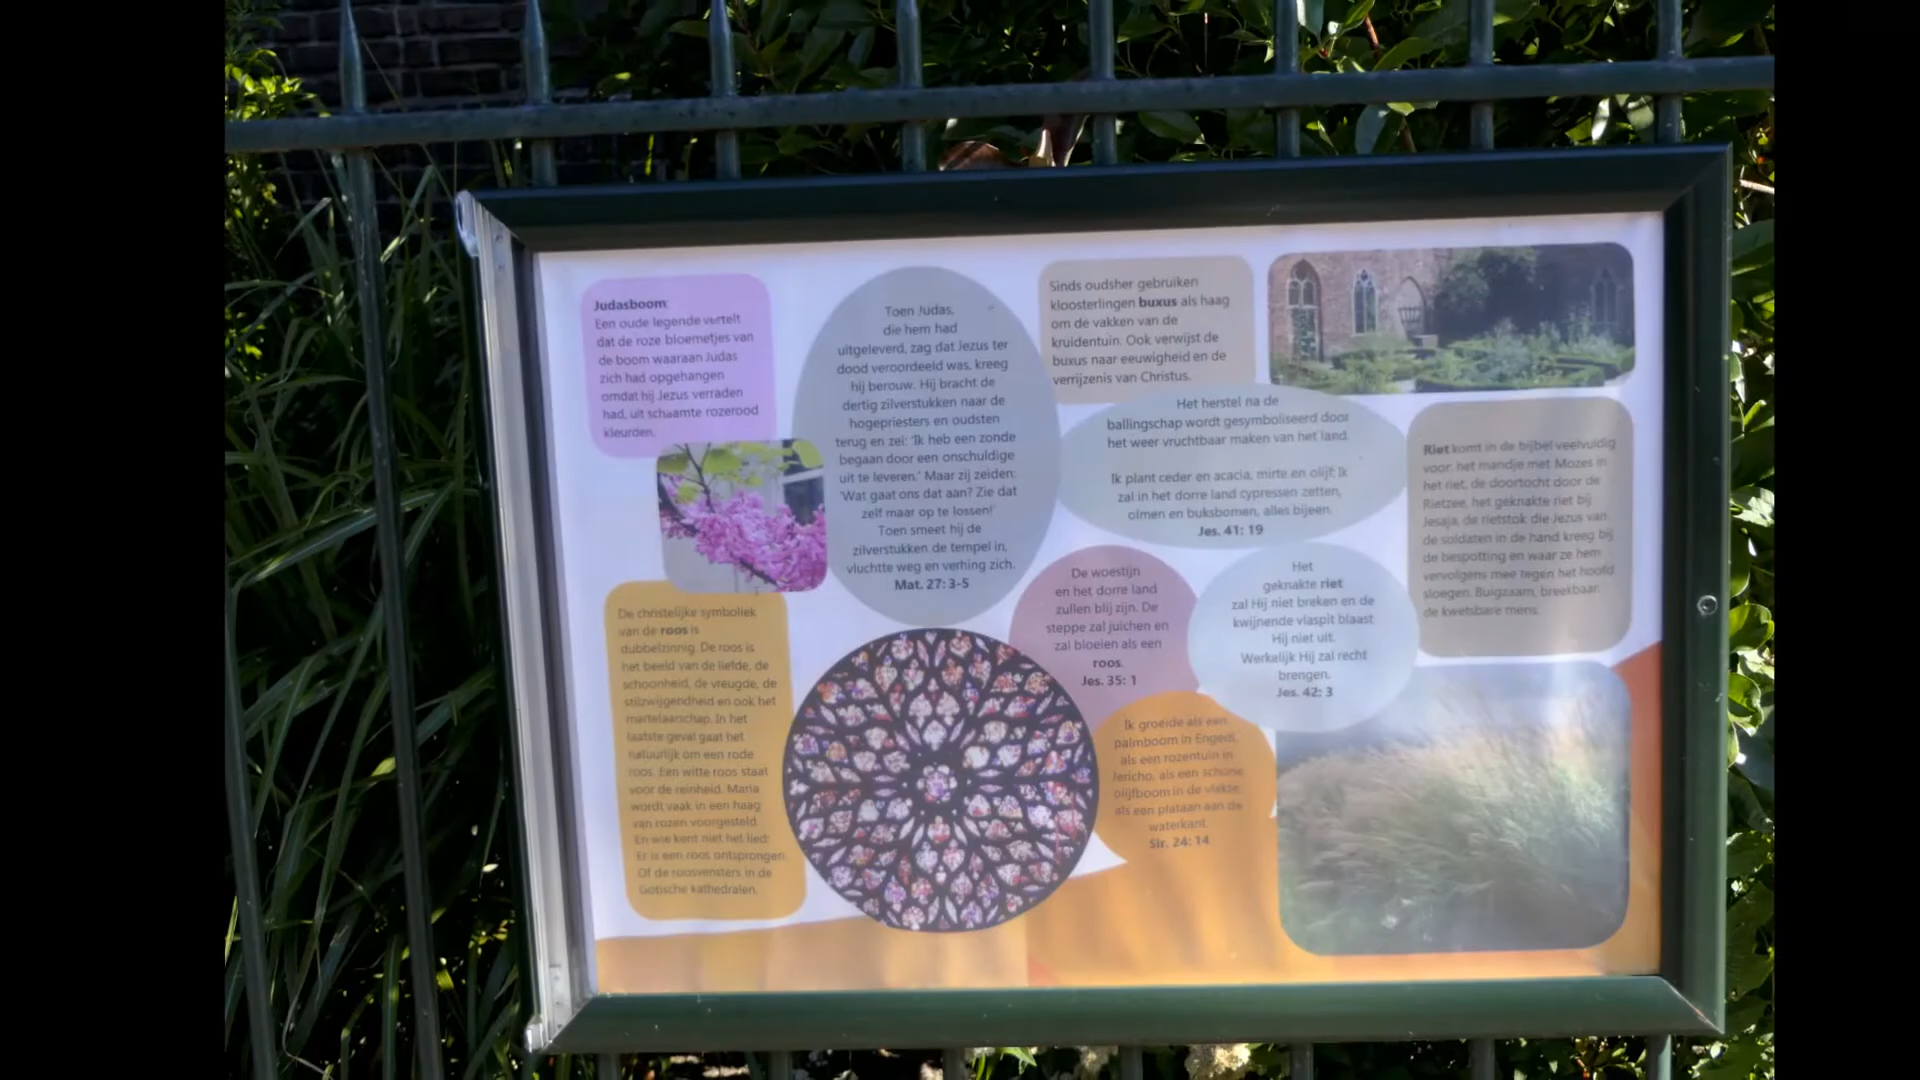 Judasboom:
Een oude legende vertelt
dat de roze bloemetjes van
de boom waaraan Judas
zich had opgehangen
omdat hij Jezus verraden
had, uit schaamte rozerood
kleurden.
Toen Judas,
die hem had
uitgeleverd, zag dat Jezus ter
dood veroordeeld was, kreeg
hij berouw. Hij bracht de
dertig zilverstukken naar de
hogepriesters en oudsten
terug en zei: 'Ik heb een zonde
begaan door een onschuldige
uit te leveren.' Maar zij zeiden:
'Wat gaat ons dat aan? Zie dat
zelf maar op te lossen!'
Toen smeet hij de
zilverstukken de tempel in,
vluchtte weg en verhing zich.
Mat. 27: 3-5
Sinds oudsher gebruiken
kloosterlingen buxus als haag
om de vakken van de
kruidentuin. Ook verwijst de
buxus naar eeuwigheid en de
verrijzenis van Christus.
Het herstel na de
ballingschap wordt gesymboliseerd door
het weer vruchtbaar maken van het land.
Ik plant ceder en acacia, mirte en olijf; Ik
zal in het dorre land cypressen zetten,
olmen en buksbomen, alles bijeen.
Jes. 41: 19
Riet komt in de bijbel veelvuldig
voor: het mandje met Mozes in
het riet, de doortocht door de
Rietzee, het geknakte riet bij
Jesaja, de rietstok die Jezus van
de soldaten in de hand kreeg bij
de bespotting en waar ze hem
vervolgens mee tegen het hoofd
sloegen. Buigzaam, breekbaar:
de kwetsbare mens.
De woestijn
en het dorre land
zullen blij zijn. De
steppe zal juichen en
zal bloeien als een
roos.
Jes. 35: 1
Het
geknakte riet
zal Hij niet breken en de
kwijnende vlaspit blaast
Hij niet uit.
Werkelijk Hij zal recht
brengen.
Jes. 42: 3
De christelijke symboliek
van de roos is
dubbelzinnig. De roos is
het beeld van de liefde, de
schoonheid, de vreugde, de
stilzwijgendheid en ook het
martelaarschap. In het
laatste geval gaat het
natuurlijk om een rode
roos. Een witte roos staat
voor de reinheid. Maria
wordt vaak in een haag
van rozen voorgesteld.
En wie kent niet het lied:
Er is een roos ontsprongen.
Of de roosvensters in de
Gotische kathedralen.
Ik groeide als een
palmboom in Engedi,
als een rozentuin in
Jericho, als een schone
olijfboom in de vlakte,
als een plataan aan de
waterkant.
Sir. 24: 14